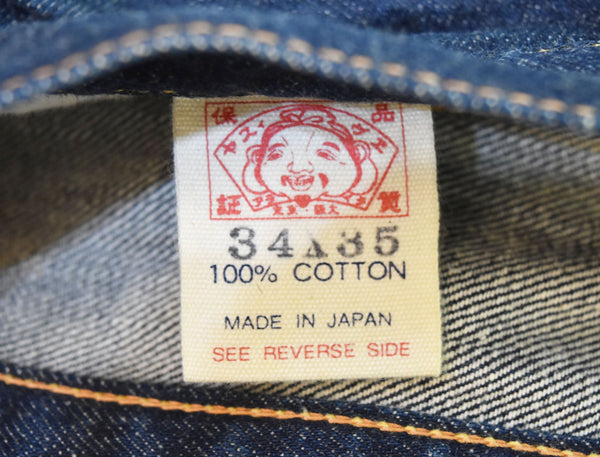 保 品
証 質
34X35
100% COTTON
MADE IN JAPAN
SEE REVERSE SIDE